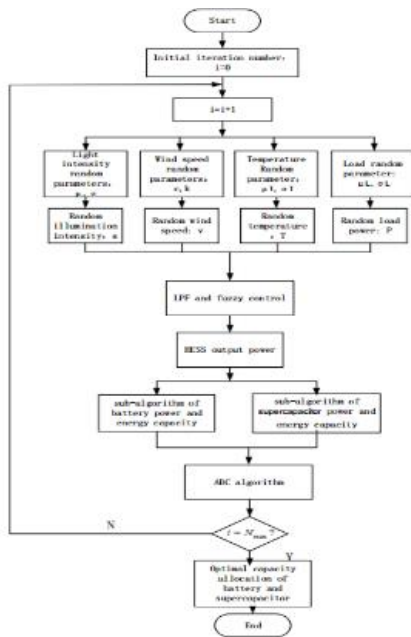 Start
Initial iteration number:
i=0
i=i+1
Light
intensity
random
parameters:
Wind speed
random
parameters:
c, k
Temperature
Random
parameter:
μt, σt
Load random
parameter:
μL, σL
Random
illumination
Intensity: s
Random wind
speed: v
Random
temperature
: T
Random load
power: P
LPF and fuzzy control
HESS output power
sub-algorithm of
battery power and
energy capacity
sub-algorithm of
supercapacitor power and
energy capacity
ABC algorithm
N
i = Nmax?
Y
Optimal capacity
allocation of
battery and
supercapacitor
End